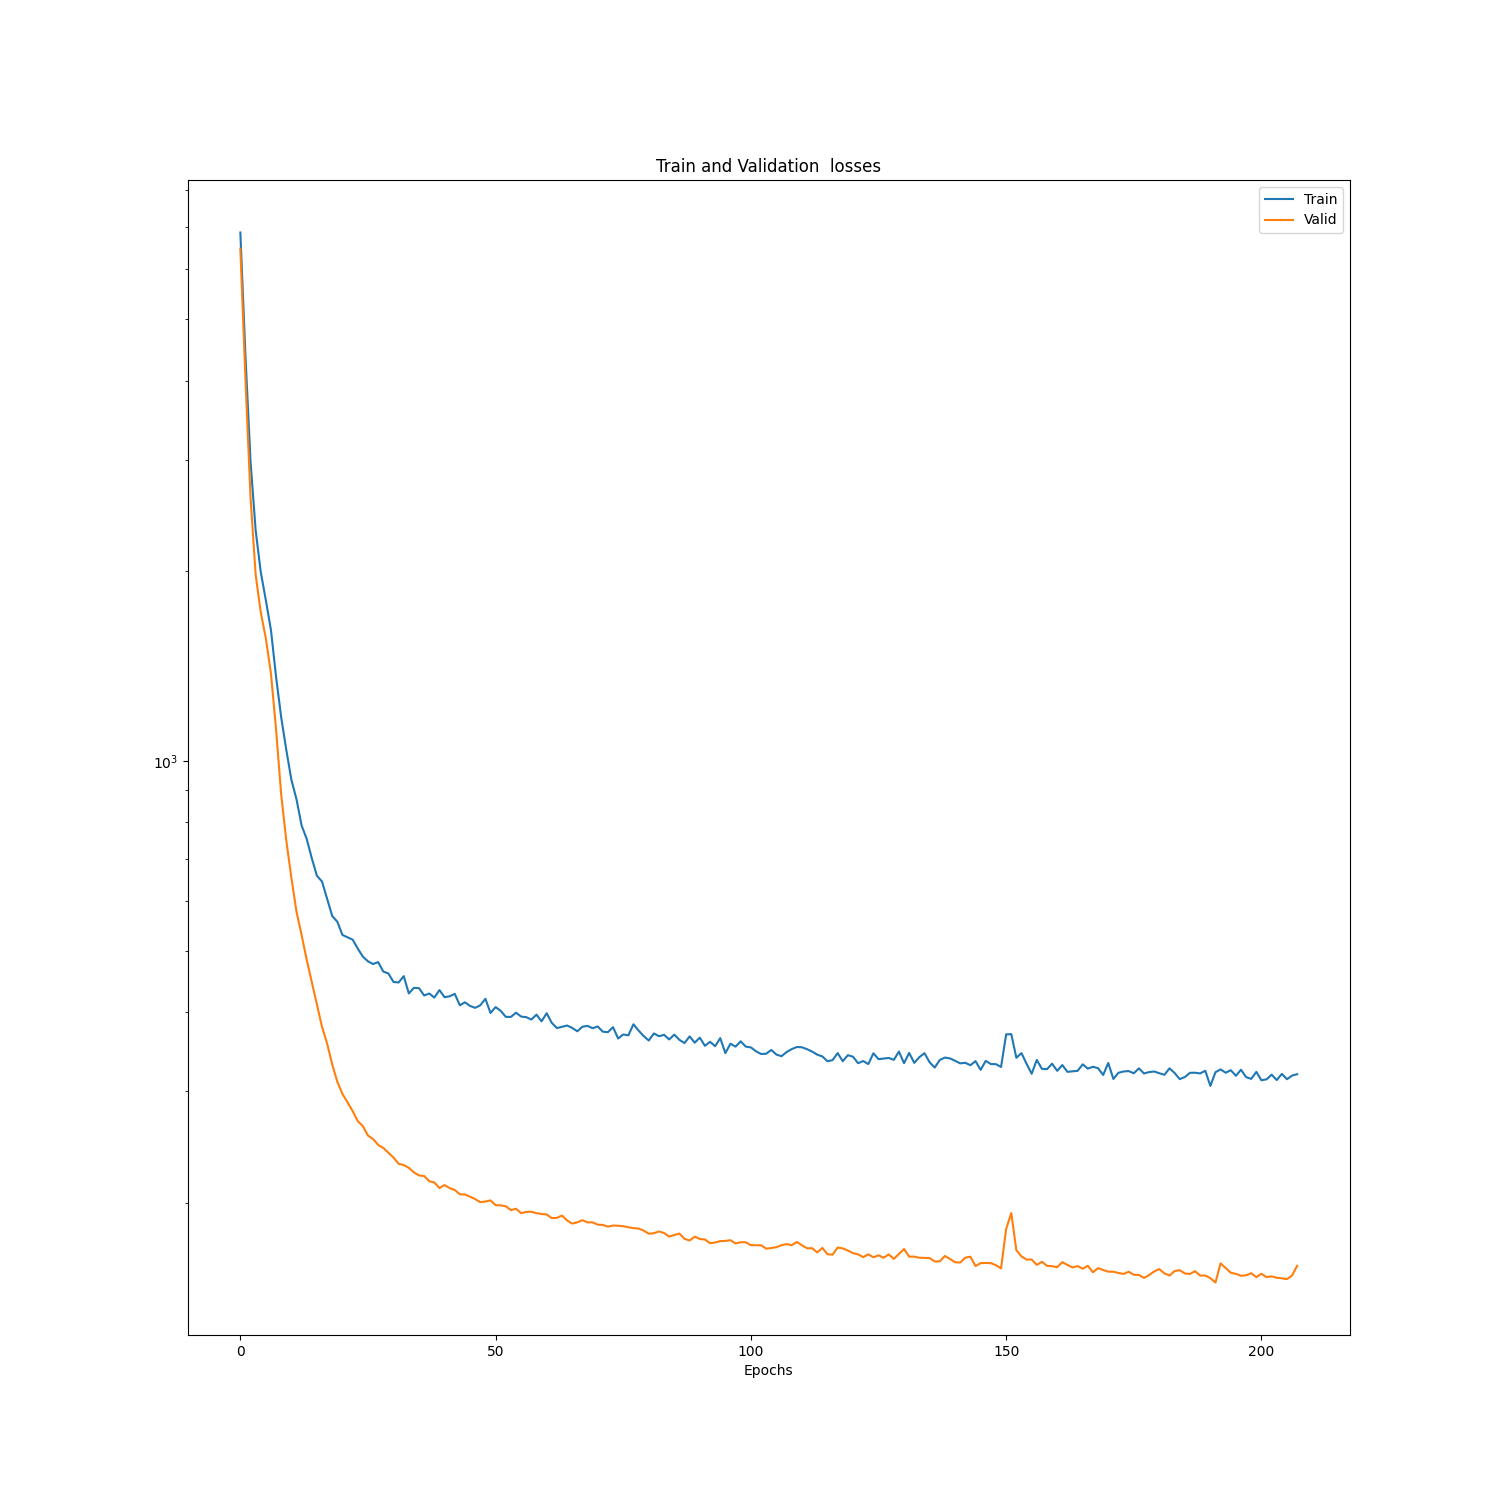 Train and Validation  losses
Train
Valid
10³
0 50 100 150 200
Epochs